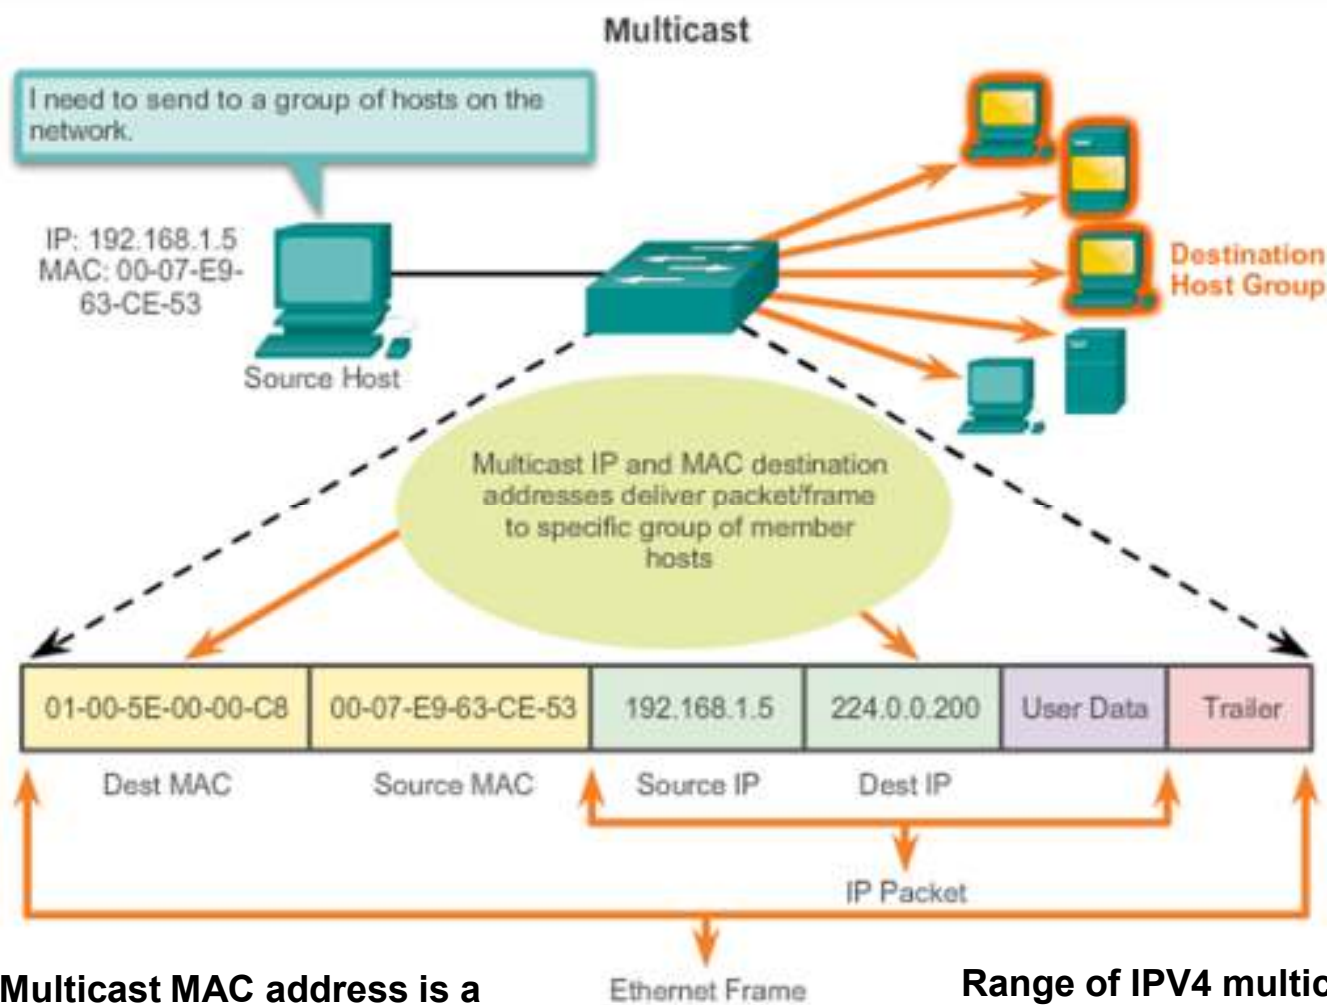 Multicast
I need to send to a group of hosts on the
network.
IP: 192.168.1.5
MAC: 00-07-E9-
63-CE-53
Source Host
Destination
Host Group
Multicast IP and MAC destination
addresses deliver packet/frame
to specific group of member
hosts
01-00-5E-00-00-C8 00-07-E9-63-CE-53 192.168.1.5 224.0.0.200 User Data Trailer
Dest MAC Source MAC Source IP Dest IP
IP Packet
Ethernet Frame
Multicast MAC address is a
Range of IPV4